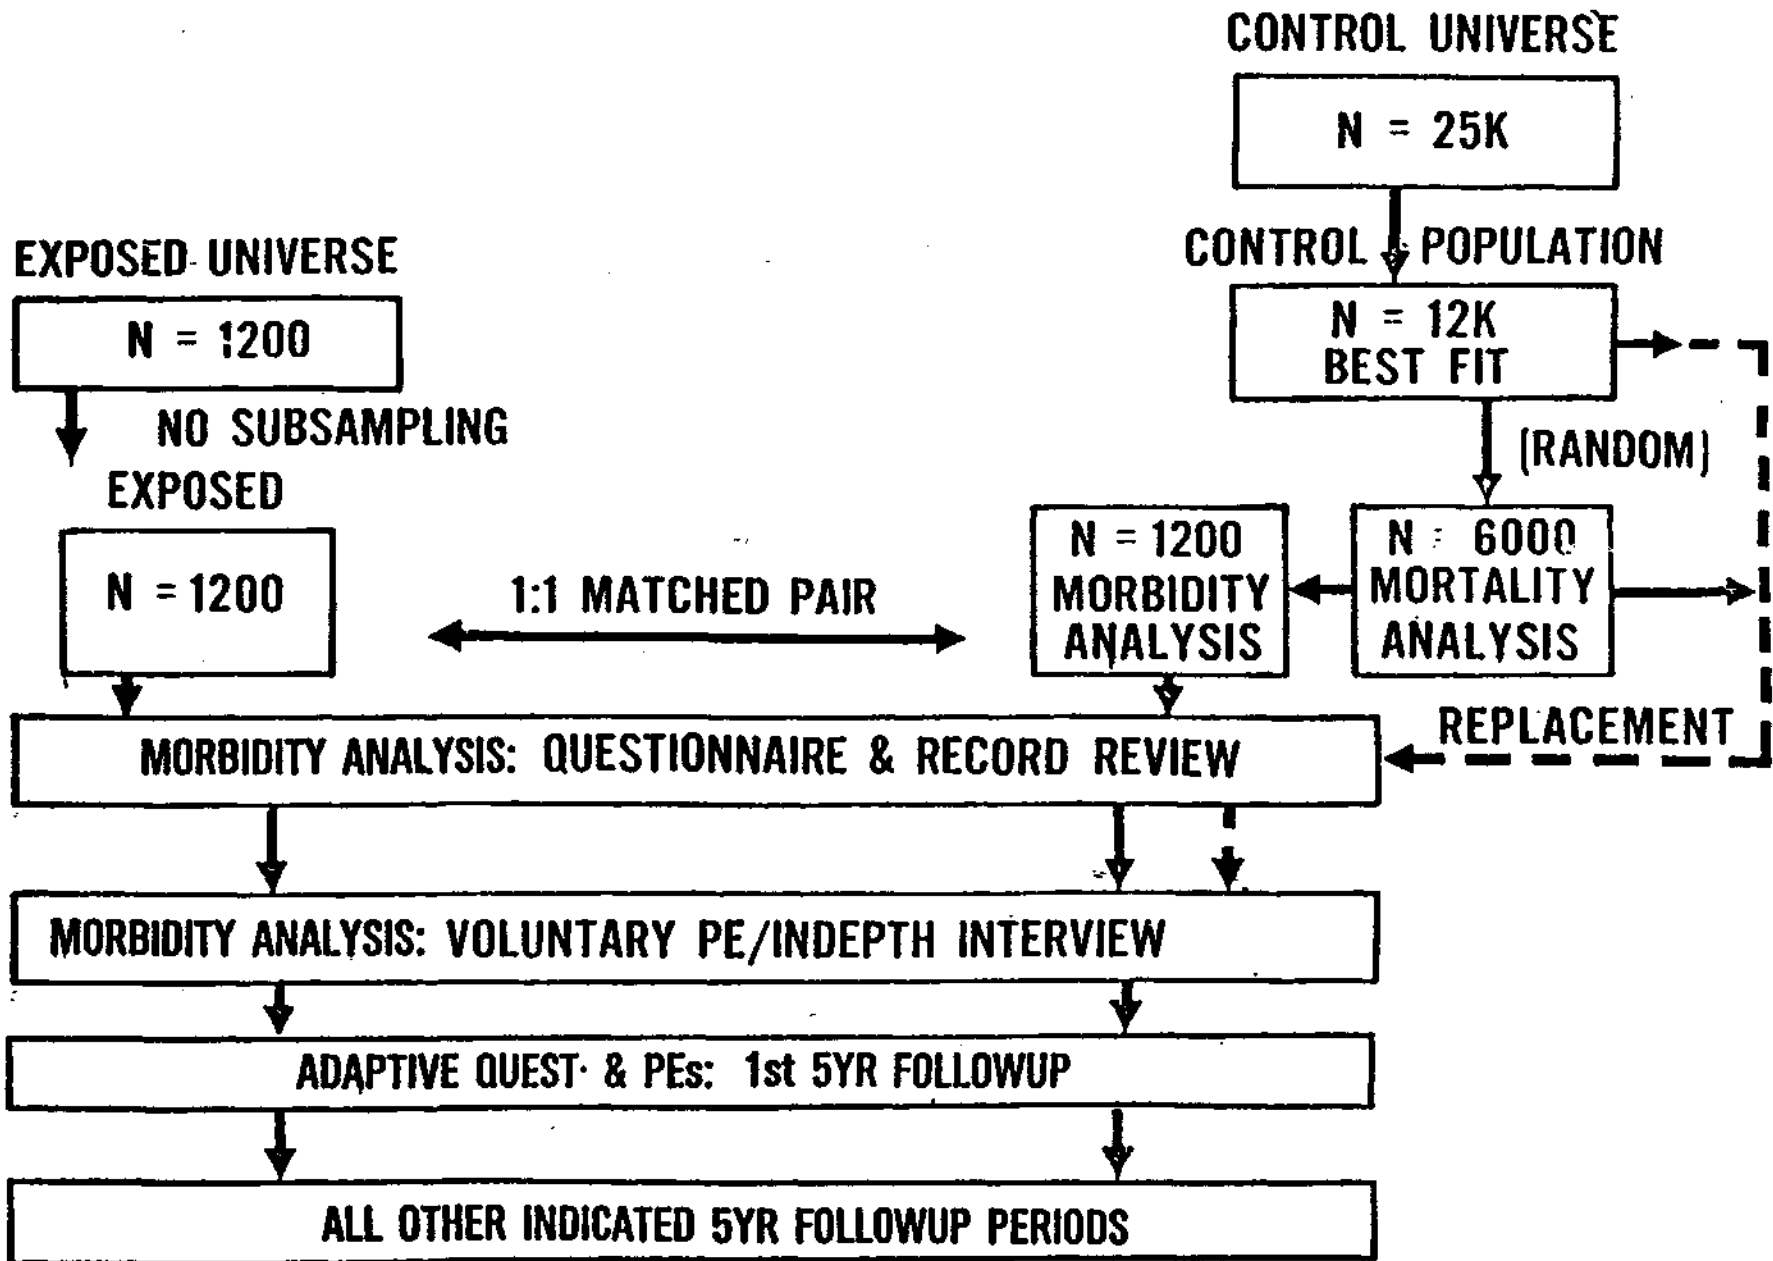 CONTROL UNIVERSE
N = 25K
CONTROL POPULATION
N = 12K
BEST FIT
EXPOSED UNIVERSE
N = 1200
NO SUBSAMPLING
EXPOSED
N = 1200
1:1 MATCHED PAIR
(RANDOM)
N = 1200
MORBIDITY
ANALYSIS
N = 6000
MORTALITY
ANALYSIS
REPLACEMENT
MORBIDITY ANALYSIS: QUESTIONNAIRE & RECORD REVIEW
MORBIDITY ANALYSIS: VOLUNTARY PE/INDEPTH INTERVIEW
ADAPTIVE QUEST. & PEs: 1st 5YR FOLLOWUP
ALL OTHER INDICATED 5YR FOLLOWUP PERIODS